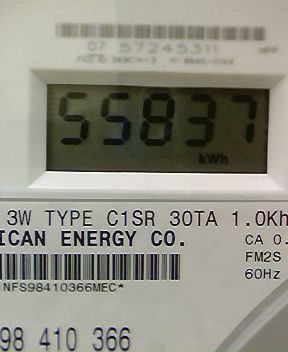 07 57245311
55837
kWh
3W TYPE C1SR 30TA 1.0Kh
ICAN ENERGY CO.
CA 0.
FM2S
60Hz
NFS98410366MEC*
98 410 366